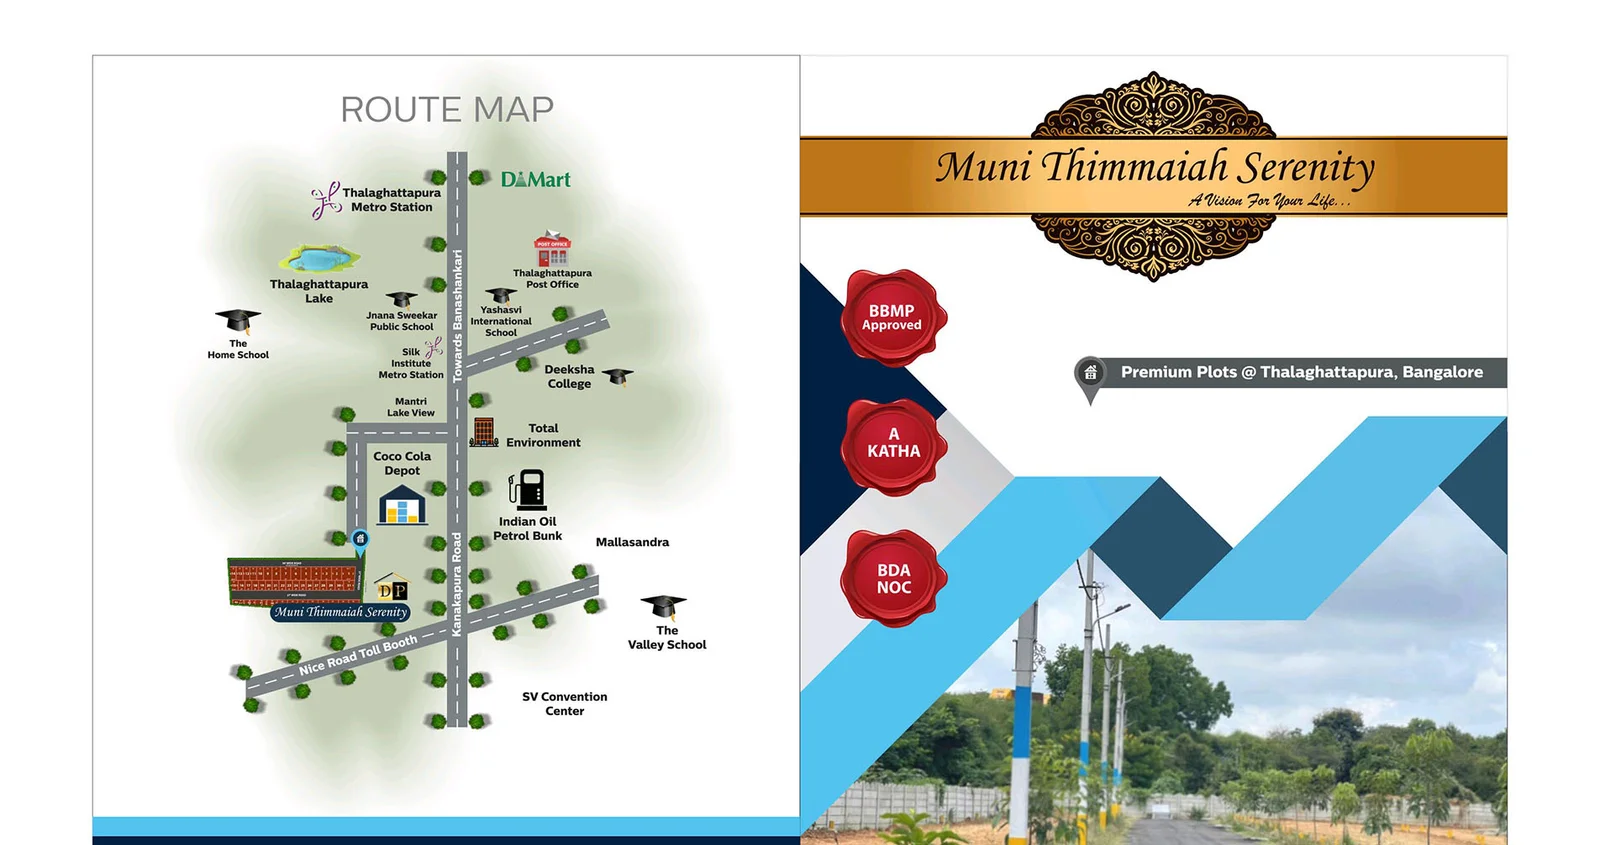 ROUTE MAP
DMart
Thalaghattapura
Metro Station
POST OFFICE
Thalaghattapura
Post Office
Thalaghattapura
Lake
Towards Banashankari
Jnana Sweekar
Public School
Yashasvi
International
School
The
Home School
Silk
Institute
Metro Station
Deeksha
College
Mantri
Lake View
Total
Environment
Coco Cola
Depot
Indian Oil
Petrol Bunk
Kanakapura Road
Mallasandra
DP
Muni Thimmaiah Serenity
The
Valley School
Nice Road Toll Booth
SV Convention
Center
Muni Thimmaiah Serenity
A Vision For Your Life...
BBMP
Approved
Premium Plots @ Thalaghattapura, Bangalore
A
KATHA
BDA
NOC